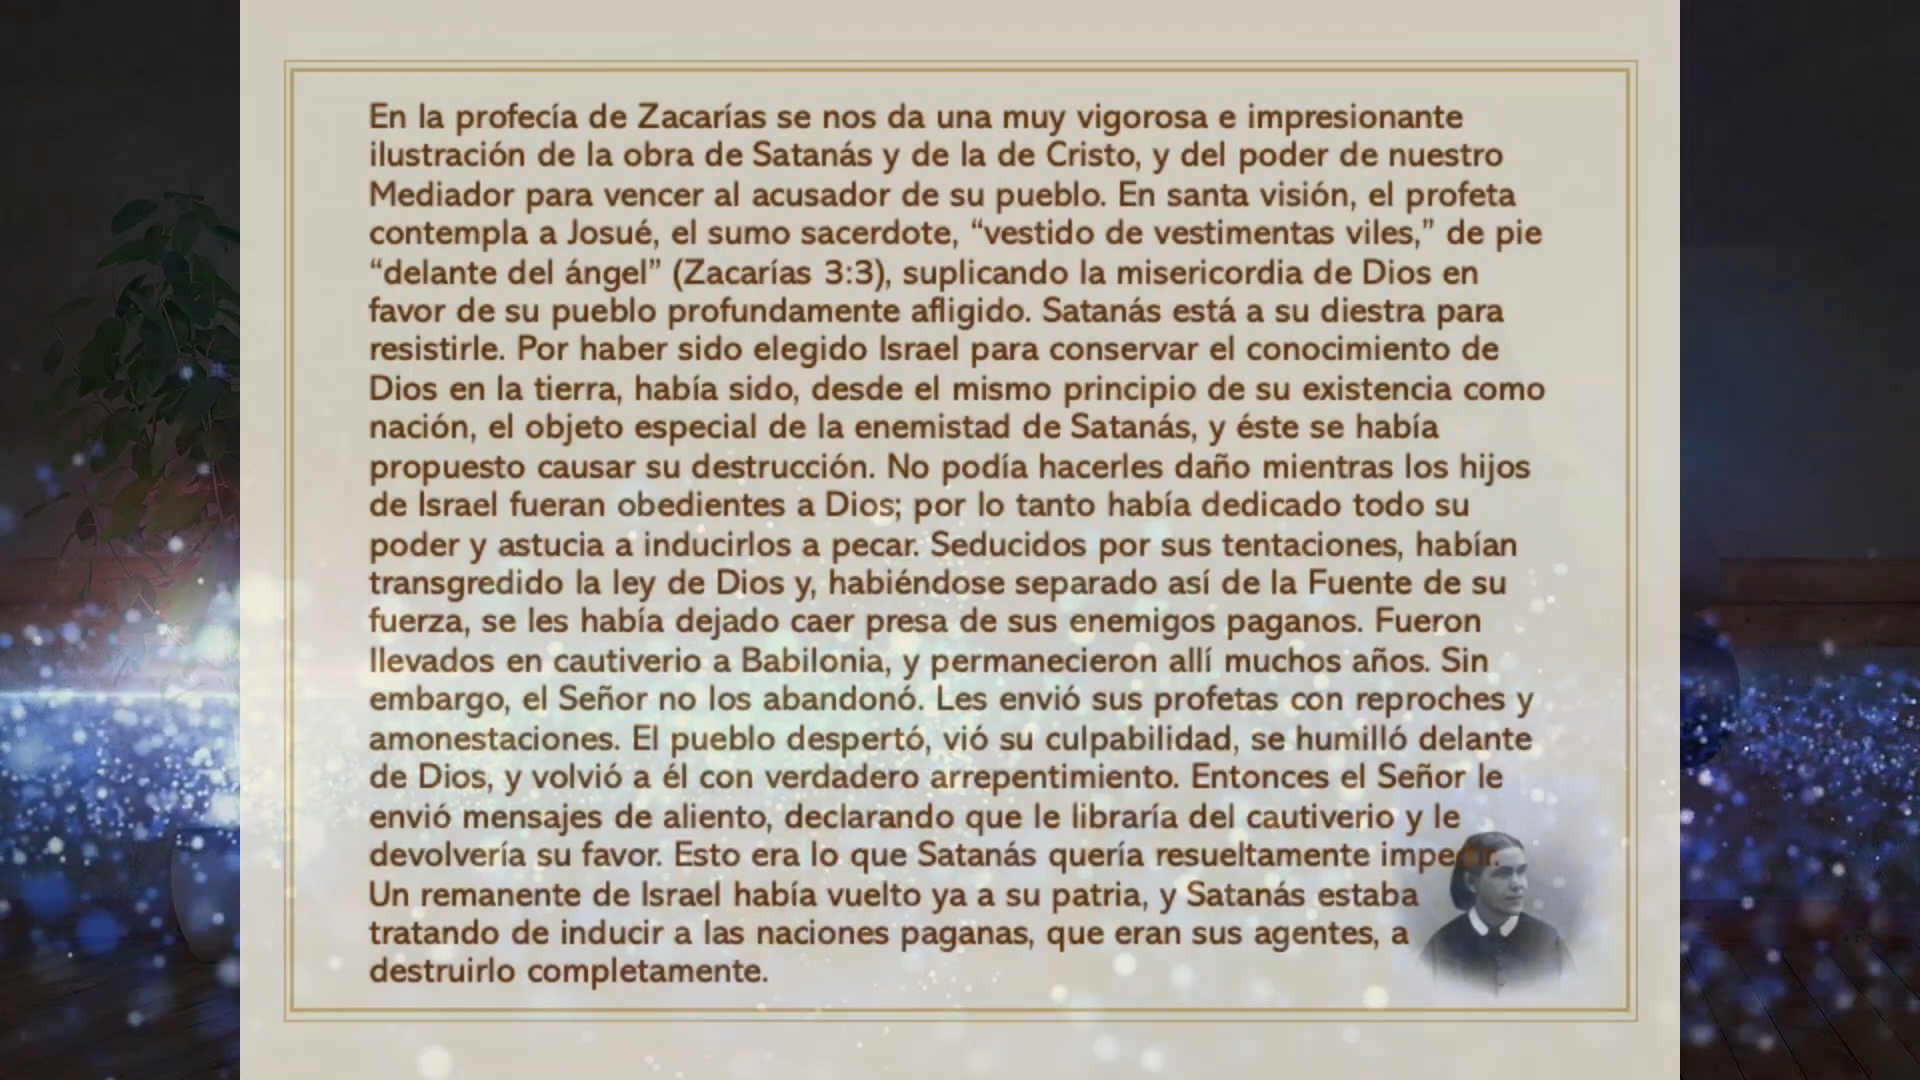 En la profecía de Zacarías se nos da una muy vigorosa e impresionante
ilustración de la obra de Satanás y de la de Cristo, y del poder de nuestro
Mediador para vencer al acusador de su pueblo. En santa visión, el profeta
contempla a Josué, el sumo sacerdote, “vestido de vestimentas viles,” de pie
“delante del ángel” (Zacarías 3:3), suplicando la misericordia de Dios en
favor de su pueblo profundamente afligido. Satanás está a su diestra para
resistirle. Por haber sido elegido Israel para conservar el conocimiento de
Dios en la tierra, había sido, desde el mismo principio de su existencia como
nación, el objeto especial de la enemistad de Satanás, y éste se había
propuesto causar su destrucción. No podía hacerles daño mientras los hijos
de Israel fueran obedientes a Dios; por lo tanto había dedicado todo su
poder y astucia a inducirlos a pecar. Seducidos por sus tentaciones, habían
transgredido la ley de Dios y, habiéndose separado así de la Fuente de su
fuerza, se les había dejado caer presa de sus enemigos paganos. Fueron
llevados en cautiverio a Babilonia, y permanecieron allí muchos años. Sin
embargo, el Señor no los abandonó. Les envió sus profetas con reproches y
amonestaciones. El pueblo despertó, vió su culpabilidad, se humilló delante
de Dios, y volvió a él con verdadero arrepentimiento. Entonces el Señor le
envió mensajes de aliento, declarando que le libraría del cautiverio y le
devolvería su favor. Esto era lo que Satanás quería resueltamente impedir.
Un remanente de Israel había vuelto ya a su patria, y Satanás estaba
tratando de inducir a las naciones paganas, que eran sus agentes, a
destruirlo completamente.